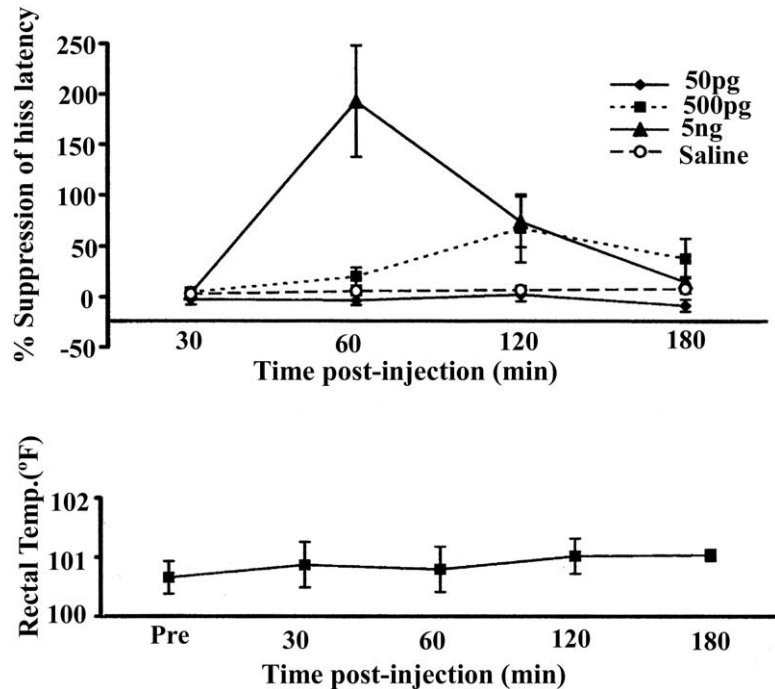 250
200
150
100
50
0
-50
% Suppression of hiss latency
50pg
500pg
5ng
Saline
30 60 120 180
Time post-injection (min)
102
101
100
Rectal Temp.(ºF)
Pre 30 60 120 180
Time post-injection (min)